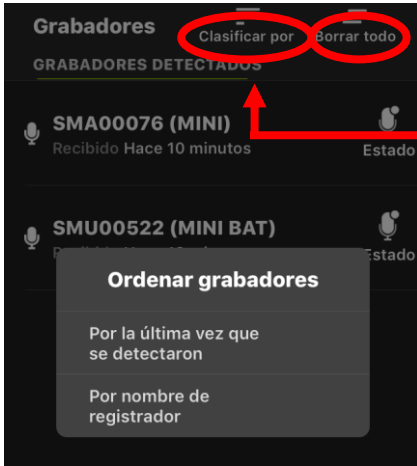 Grabadores
Clasificar por
Borrar todo
GRABADORES DETECTADOS
SMA00076 (MINI)
Recibido Hace 10 minutos
Estado
SMU00522 (MINI BAT)
Estado
Ordenar grabadores
Por la última vez que
se detectaron
Por nombre de
registrador